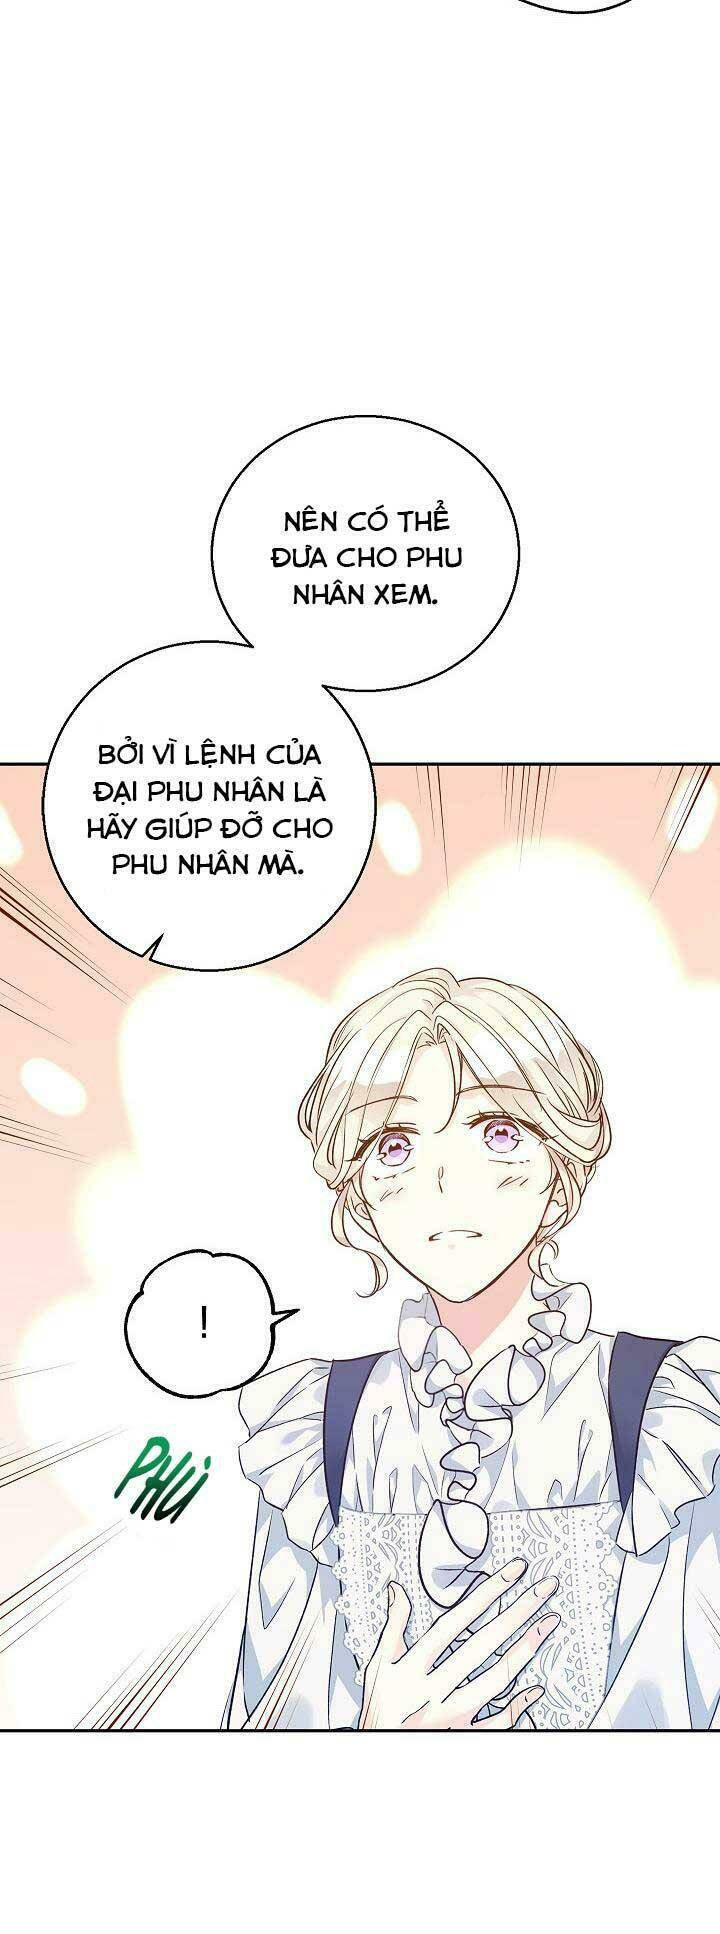 NÊN CÓ THỂ
ĐƯA CHO PHU
NHÂN XEM.
BỞI VÌ LỆNH CỦA
ĐẠI PHU NHÂN LÀ
HÃY GIÚP ĐỠ CHO
PHU NHÂN MÀ.
!
PHÙ